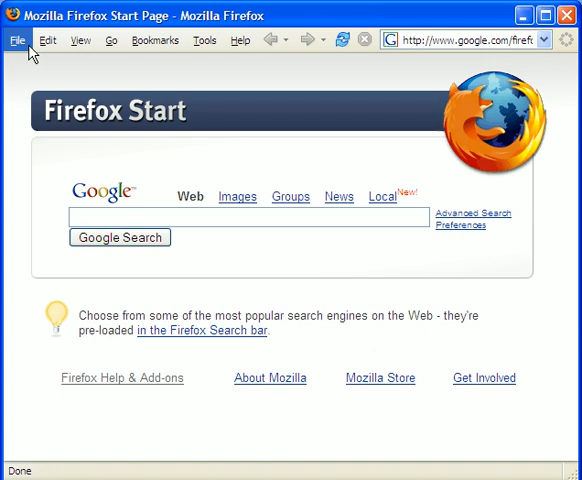 Mozilla Firefox Start Page - Mozilla Firefox
File Edit View Go Bookmarks Tools Help http://www.google.com/firef
Firefox Start
Google™ Web Images Groups News Local New!
Advanced Search
Preferences
Google Search
Choose from some of the most popular search engines on the Web - they're
pre-loaded in the Firefox Search bar.
Firefox Help & Add-ons About Mozilla Mozilla Store Get Involved
Done